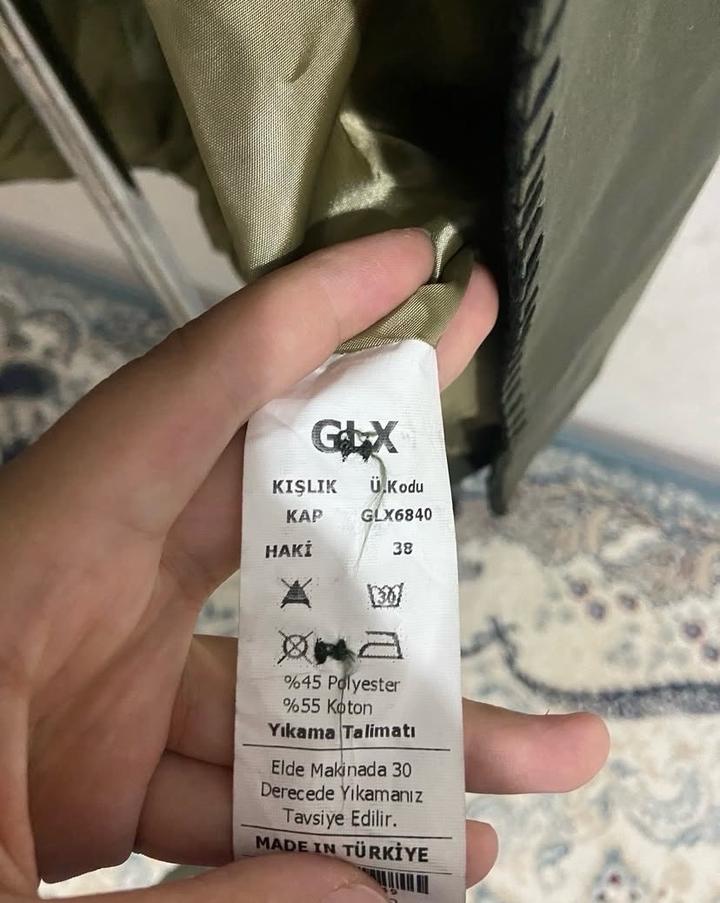 GLX
KIŞLIK Ü.Kodu
KAP GLX6840
HAKİ 38
30
%45 Polyester
%55 Koton
Yıkama Talimatı
Elde Makinada 30
Derecede Yıkamanız
Tavsiye Edilir.
MADE IN TÜRKİYE